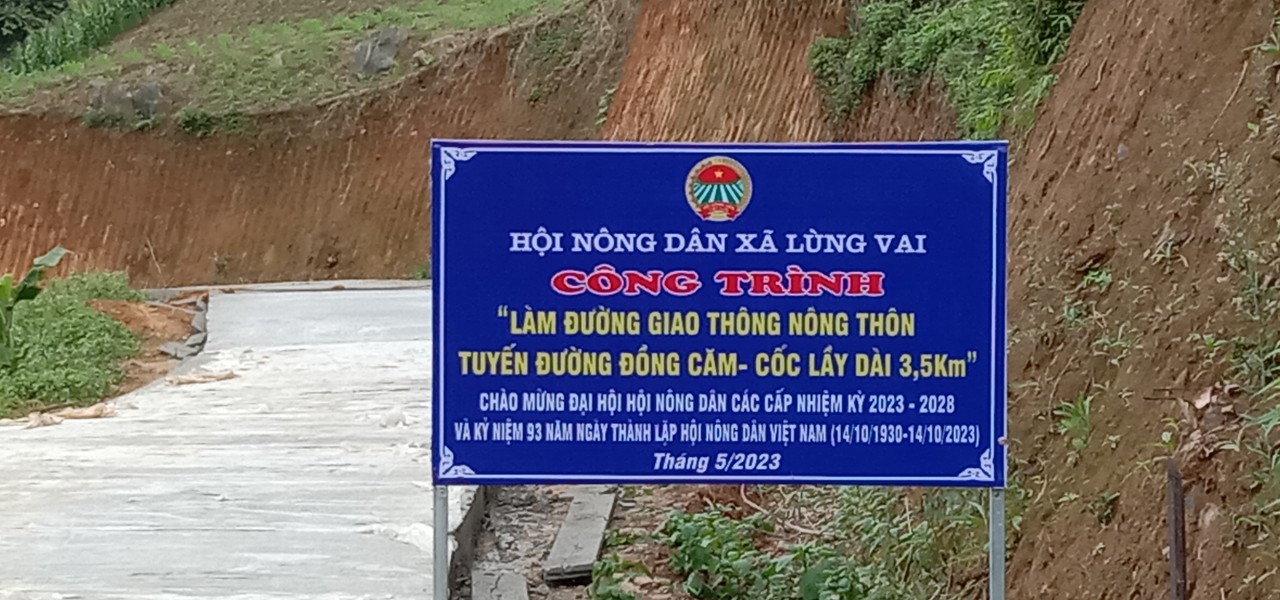 HỘI NÔNG DÂN XÃ LÙNG VAI
CÔNG TRÌNH
“LÀM ĐƯỜNG GIAO THÔNG NÔNG THÔN
TUYẾN ĐƯỜNG ĐỒNG CĂM- CỐC LẦY DÀI 3,5Km”
CHÀO MỪNG ĐẠI HỘI HỘI NÔNG DÂN CÁC CẤP NHIỆM KỲ 2023 - 2028
VÀ KỶ NIỆM 93 NĂM NGÀY THÀNH LẬP HỘI NÔNG DÂN VIỆT NAM (14/10/1930-14/10/2023)
Tháng 5/2023